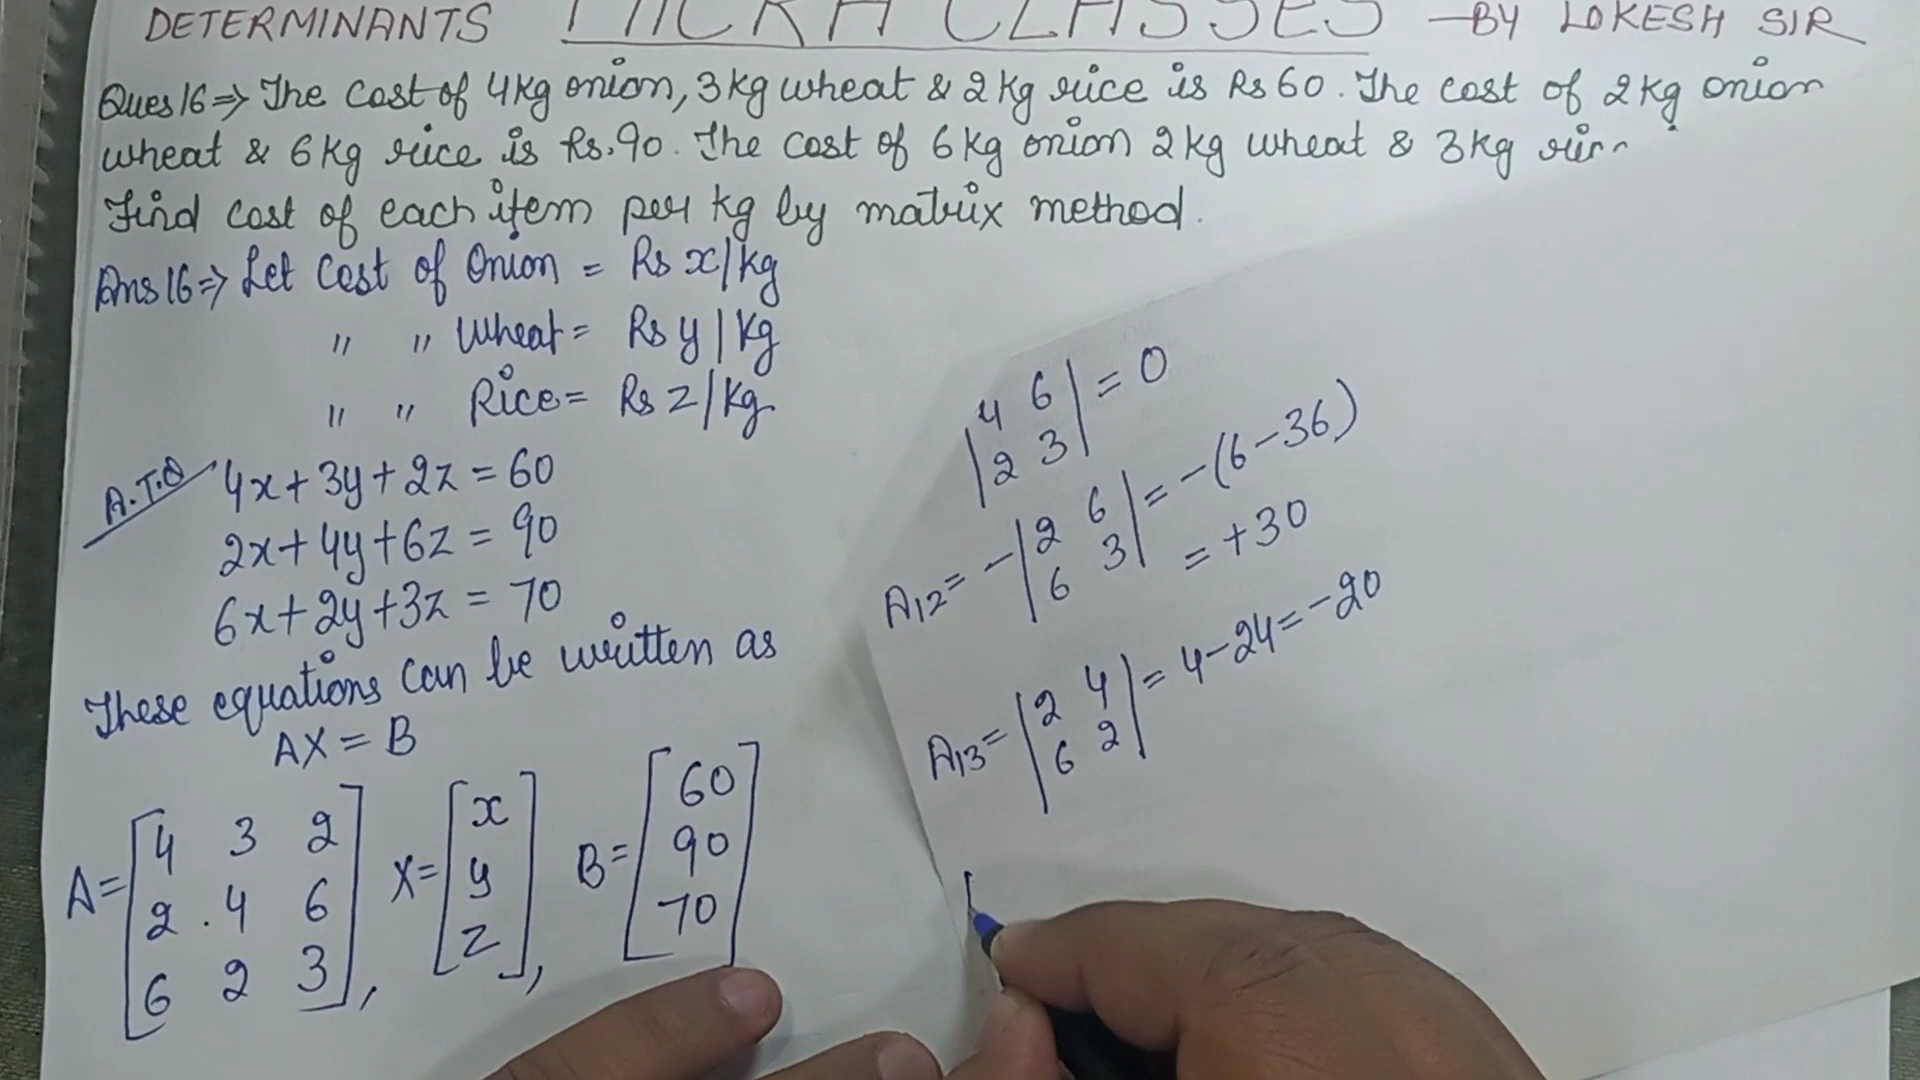 DETERMINANTS CLASSES -BY LOKESH SIR
Ques 16⇒ The cost of 4kg onion, 3kg wheat & 2kg rice is Rs 60. The cost of 2kg onion
wheat & 6kg rice is Rs. 90. The cost of 6kg onion 2kg wheat & 3kg
find cost of each item per kg by matrix method.
Ans 16⇒ Let cost of Onion = Rs x/kg
" " Wheat = Rs y/kg
" " Rice = Rs z/kg
A.T.Q 4x+3y+2z = 60
2x+4y+6z = 90
6x+2y+3z = 70
These equations can be written as
AX = B
A= [4 3 2
2 . 4 6
6 2 3],
X= [x
y
z],
B= [60
90
70]
|4 6
2 3| = 0
A12= -|2 6
6 3| = -(6-36)
= +30
A13= |2 4
6 2| = 4-24 = -20